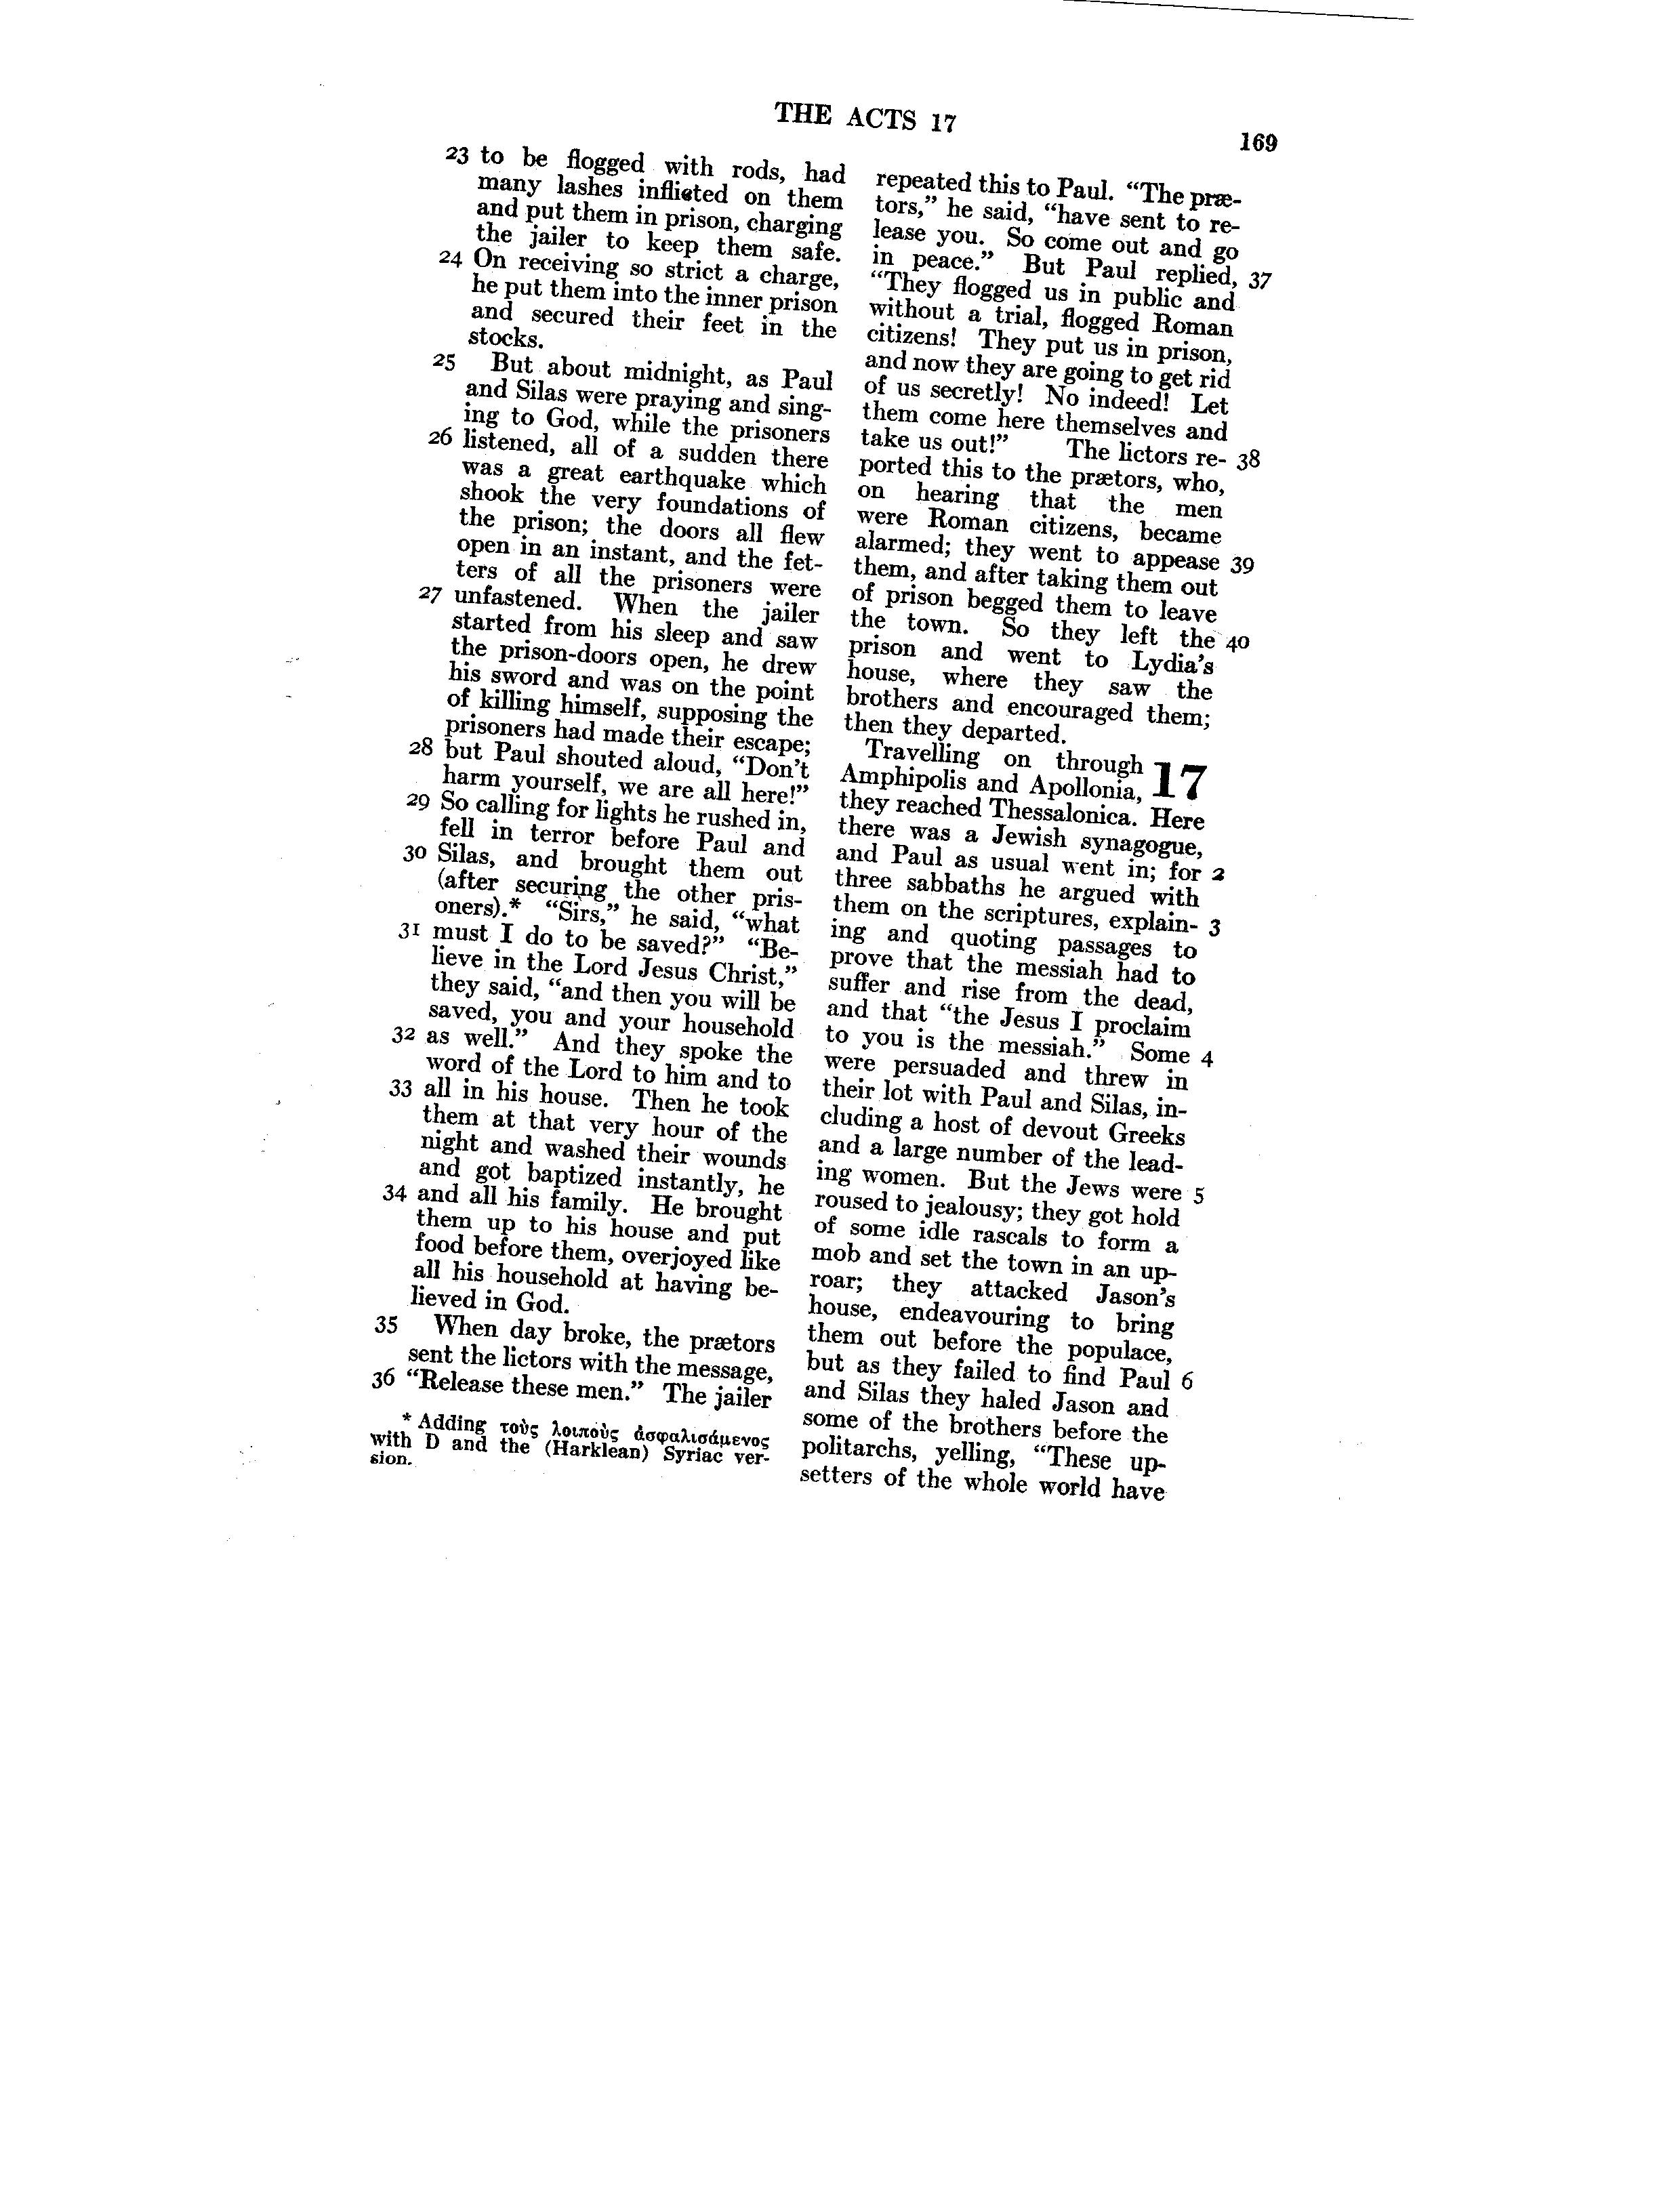 THE ACTS 17
169
23 to be flogged with rods, had
many lashes inflicted on them
and put them in prison, charging
the jailer to keep them safe.
24 On receiving so strict a charge,
he put them into the inner prison
and secured their feet in the
stocks.
25 But about midnight, as Paul
and Silas were praying and sing-
ing to God, while the prisoners
26 listened, all of a sudden there
was a great earthquake which
shook the very foundations of
the prison; the doors all flew
open in an instant, and the fet-
ters of all the prisoners were
27 unfastened. When the jailer
started from his sleep and saw
the prison-doors open, he drew
his sword and was on the point
of killing himself, supposing the
prisoners had made their escape;
28 but Paul shouted aloud, “Don’t
harm yourself, we are all here!”
29 So calling for lights he rushed in,
fell in terror before Paul and
30 Silas, and brought them out
(after securing the other pris-
oners).* “Sirs,” he said, “what
31 must I do to be saved?” “Be-
lieve in the Lord Jesus Christ,”
they said, “and then you will be
saved, you and your household
32 as well.” And they spoke the
word of the Lord to him and to
33 all in his house. Then he took
them at that very hour of the
night and washed their wounds
and got baptized instantly, he
34 and all his family. He brought
them up to his house and put
food before them, overjoyed like
all his household at having be-
lieved in God.
35 When day broke, the prætors
sent the lictors with the message,
36 “Release these men.” The jailer
* Adding τοὺς λοιποὺς ἀσφαλισάμενος
with D and the (Harklean) Syriac ver-
sion.
repeated this to Paul. “The præ-
tors,” he said, “have sent to re-
lease you. So come out and go
in peace.” But Paul replied, 37
“They flogged us in public and
without a trial, flogged Roman
citizens! They put us in prison,
and now they are going to get rid
of us secretly! No indeed! Let
them come here themselves and
take us out!” The lictors re- 38
ported this to the prætors, who,
on hearing that the men
were Roman citizens, became
alarmed; they went to appease 39
them, and after taking them out
of prison begged them to leave
the town. So they left the 40
prison and went to Lydia’s
house, where they saw the
brothers and encouraged them;
then they departed.
Travelling on through 17
Amphipolis and Apollonia,
they reached Thessalonica. Here
there was a Jewish synagogue,
and Paul as usual went in; for 2
three sabbaths he argued with
them on the scriptures, explain- 3
ing and quoting passages to
prove that the messiah had to
suffer and rise from the dead,
and that “the Jesus I proclaim
to you is the messiah.” Some 4
were persuaded and threw in
their lot with Paul and Silas, in-
cluding a host of devout Greeks
and a large number of the lead-
ing women. But the Jews were 5
roused to jealousy; they got hold
of some idle rascals to form a
mob and set the town in an up-
roar; they attacked Jason’s
house, endeavouring to bring
them out before the populace,
but as they failed to find Paul 6
and Silas they haled Jason and
some of the brothers before the
politarchs, yelling, “These up-
setters of the whole world have